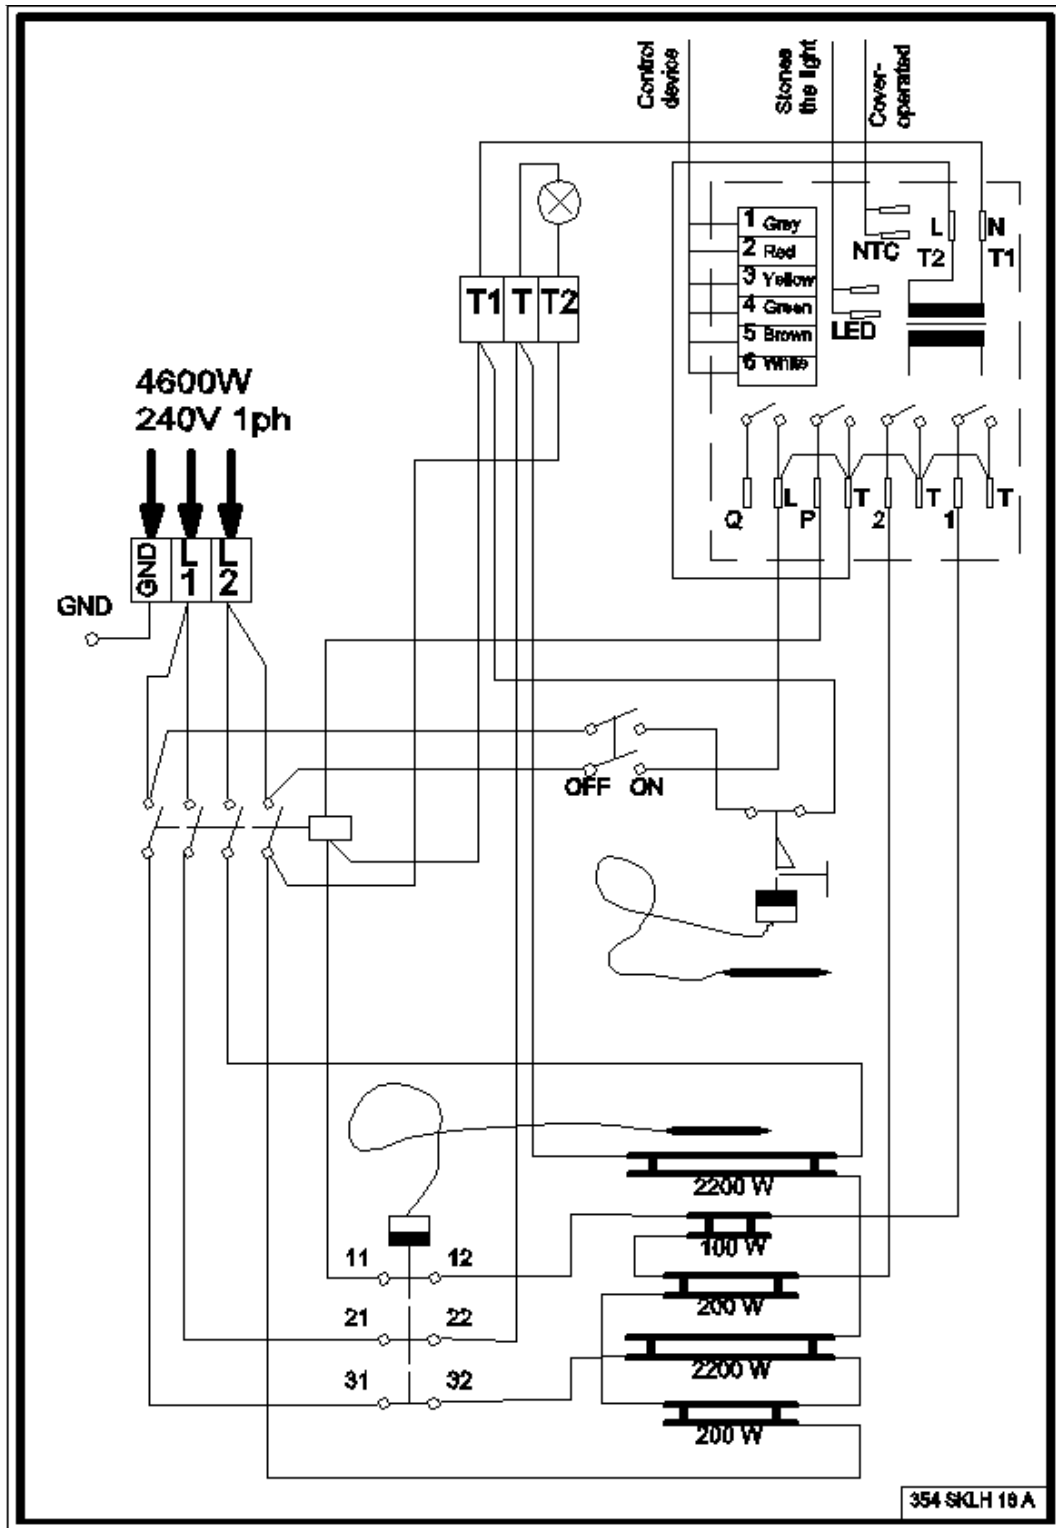 Control
device
Stones
the light
Cover-
operated
1 Gray
2 Red
3 Yellow
4 Green
5 Brown
6 White
NTC
LED
L
N
T2
T1
T1 T T2
4600W
240V 1ph
GND
L
1
L
2
GND
Q
L
P
T
2
T
1
T
OFF ON
2200 W
100 W
200 W
2200 W
200 W
11 12
21 22
31 32
354 SKLH 18 A